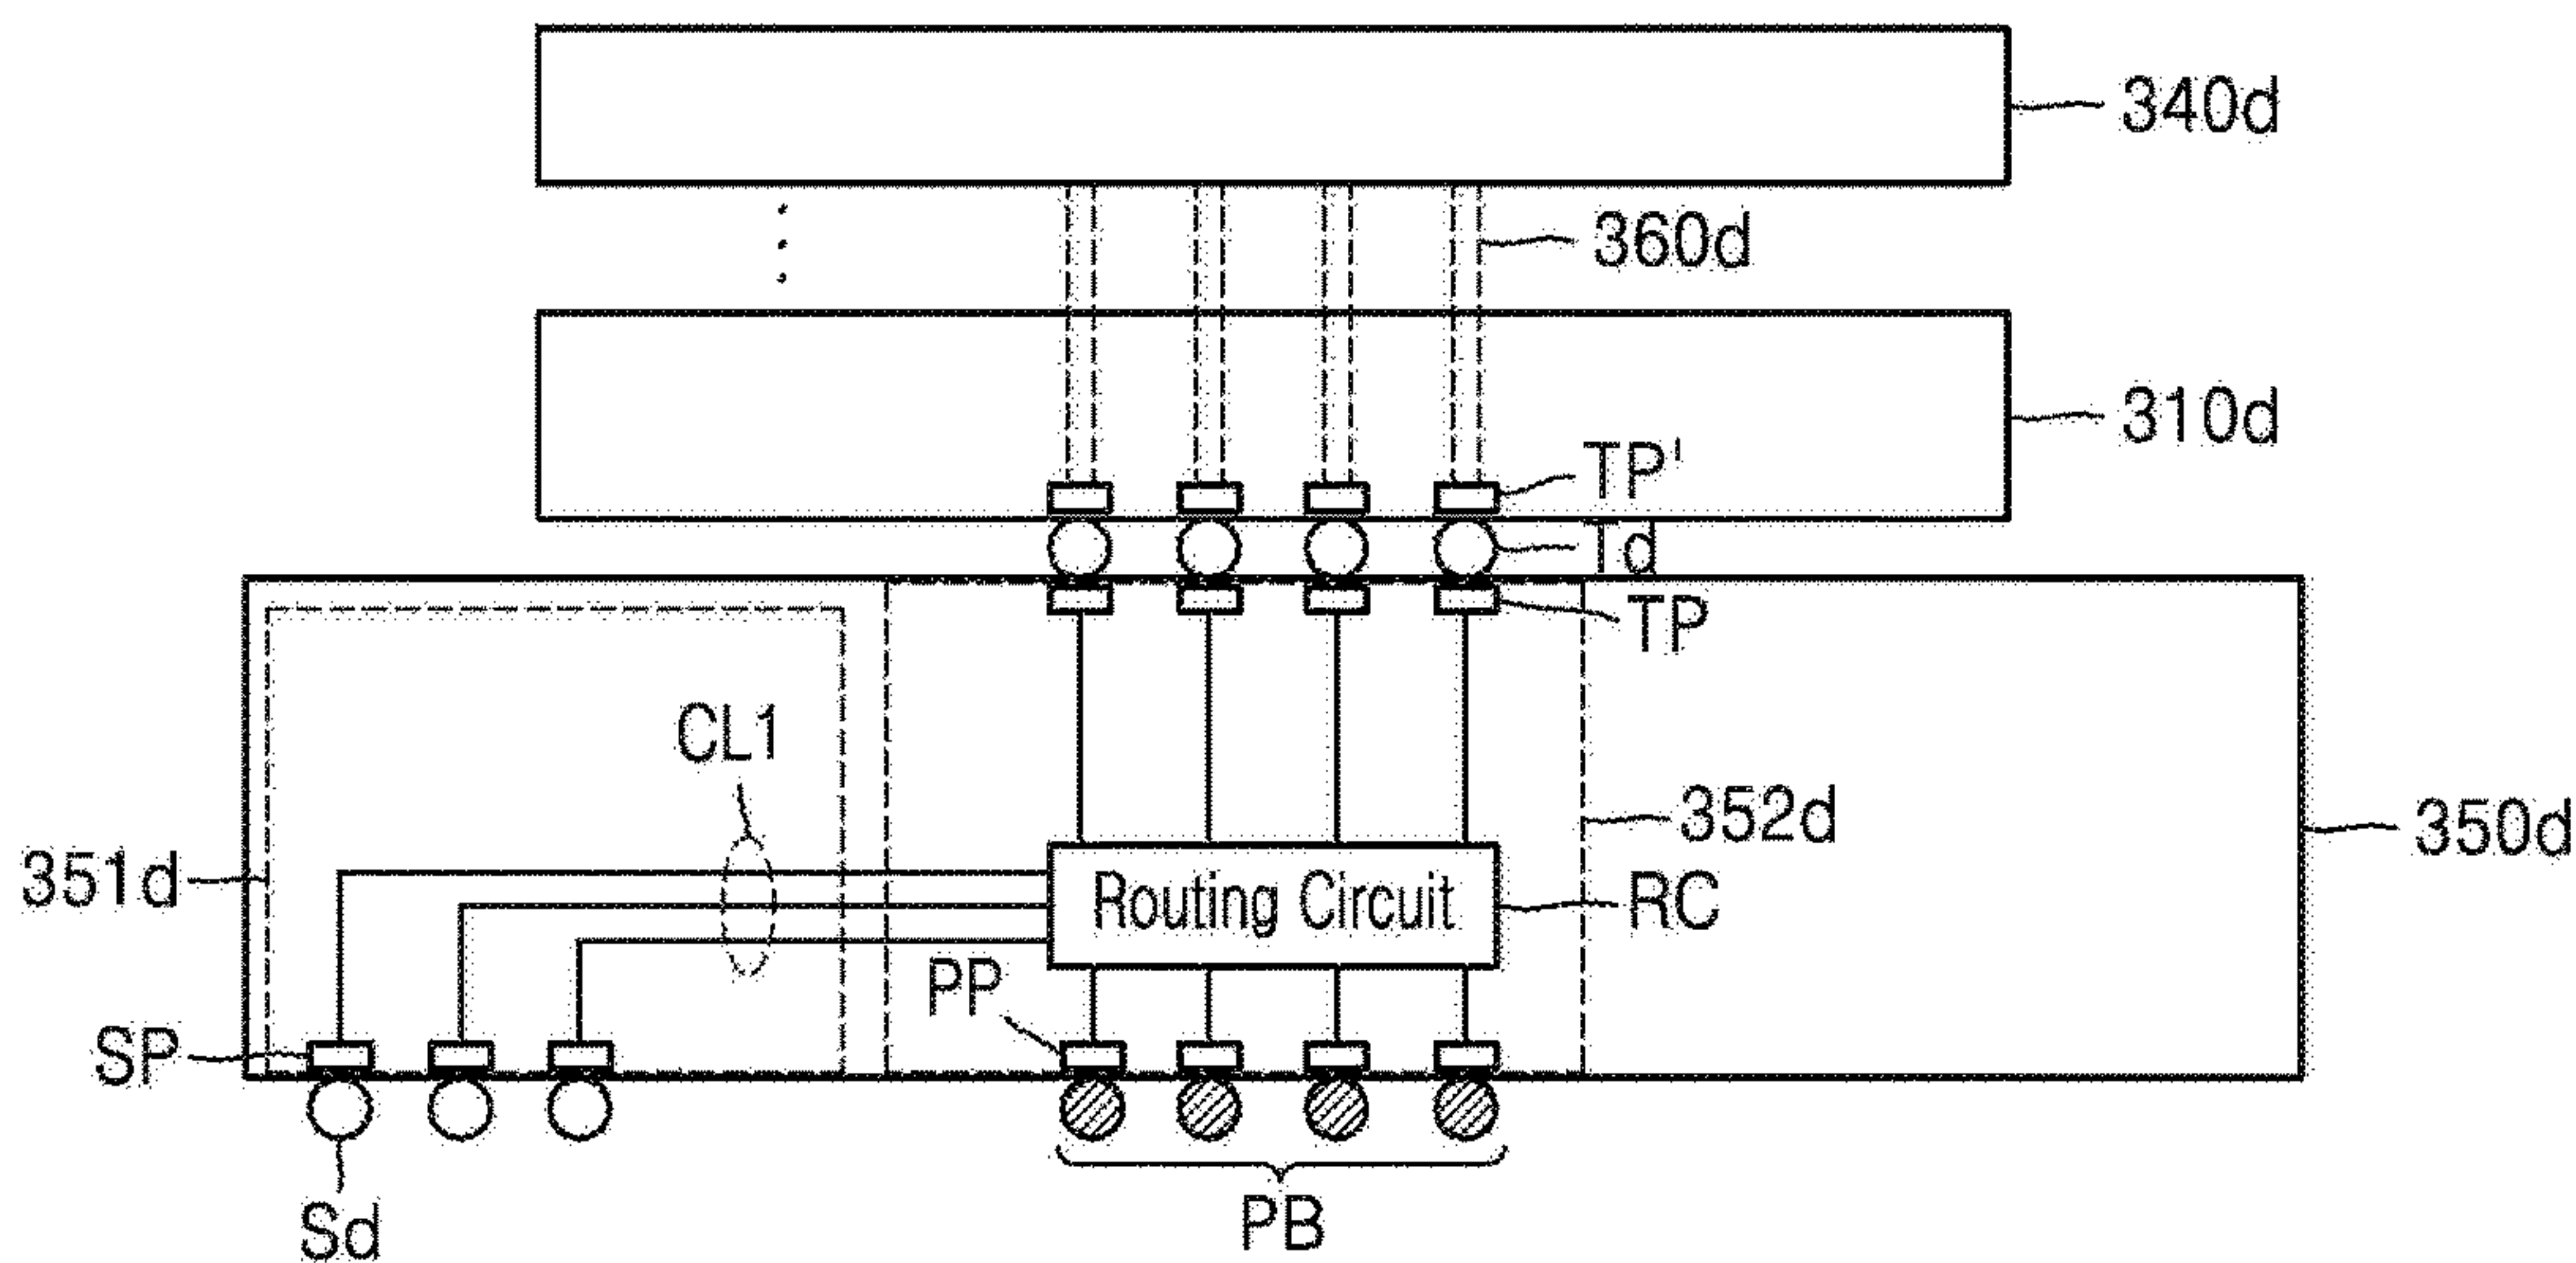 340d
360d
310d
TP'
Td
TP
CL1
352d
350d
351d
Routing Circuit
RC
PP
SP
Sd
PB